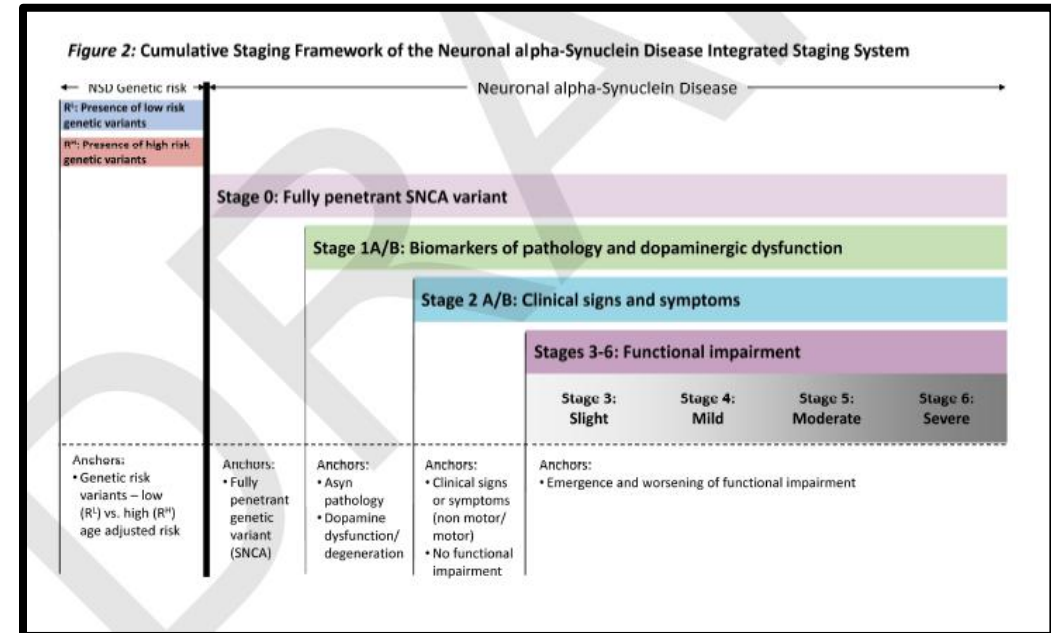 Figure 2: Cumulative Staging Framework of the Neuronal alpha-Synuclein Disease Integrated Staging System
NSD Genetic risk
Neuronal alpha-Synuclein Disease
Rᴸ: Presence of low risk
genetic variants
Rᴴ: Presence of high risk
genetic variants
Stage 0: Fully penetrant SNCA variant
Stage 1A/B: Biomarkers of pathology and dopaminergic dysfunction
Stage 2 A/B: Clinical signs and symptoms
Stages 3-6: Functional impairment
Stage 3:
Slight
Stage 4:
Mild
Stage 5:
Moderate
Stage 6:
Severe
Anchors:
• Genetic risk
variants – low
(Rᴸ) vs. high (Rᴴ)
age adjusted risk
Anchors:
• Fully
penetrant
genetic
variant
(SNCA)
Anchors:
• Asyn
pathology
• Dopamine
dysfunction/
degeneration
Anchors:
• Clinical signs
or symptoms
(non motor/
motor)
• No functional
impairment
Anchors:
• Emergence and worsening of functional impairment